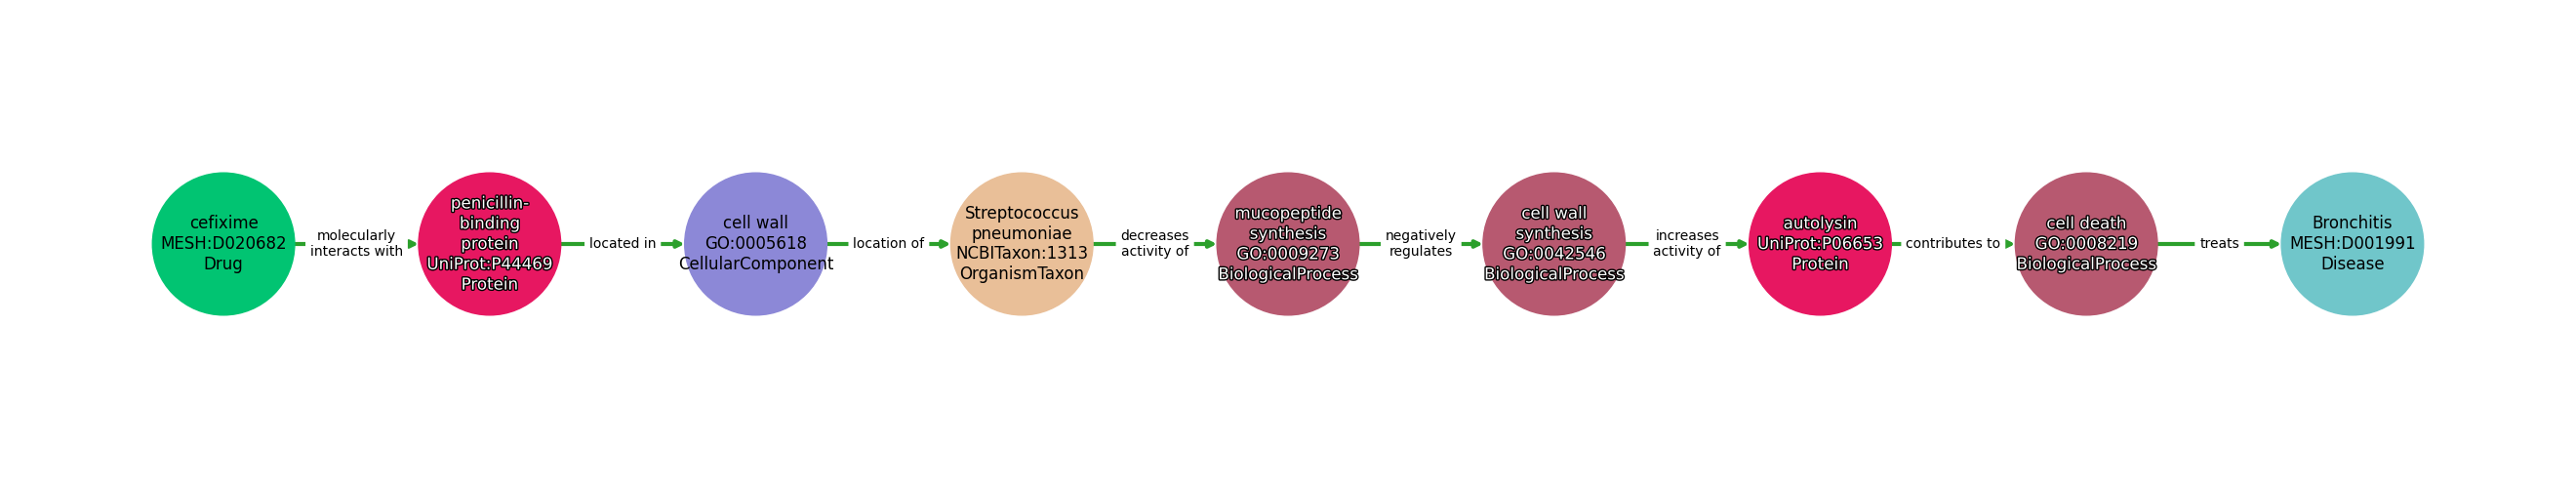 cefixime
MESH:D020682
Drug
molecularly
interacts with
penicillin-
binding
protein
UniProt:P44469
Protein
located in
cell wall
GO:0005618
CellularComponent
location of
Streptococcus
pneumoniae
NCBITaxon:1313
OrganismTaxon
decreases
activity of
mucopeptide
synthesis
GO:0009273
BiologicalProcess
negatively
regulates
cell wall
synthesis
GO:0042546
BiologicalProcess
increases
activity of
autolysin
UniProt:P06653
Protein
contributes to
cell death
GO:0008219
BiologicalProcess
treats
Bronchitis
MESH:D001991
Disease